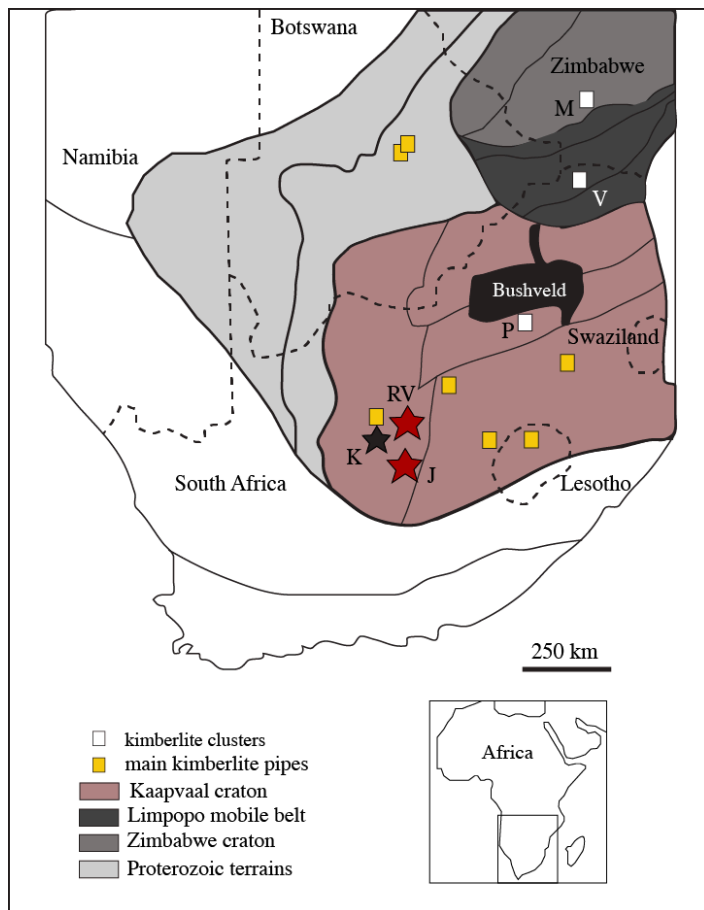 Botswana
Zimbabwe
M
Namibia
V
Bushveld
P
Swaziland
RV
K
J
South Africa
Lesotho
250 km
kimberlite clusters
main kimberlite pipes
Kaapvaal craton
Limpopo mobile belt
Zimbabwe craton
Proterozoic terrains
Africa